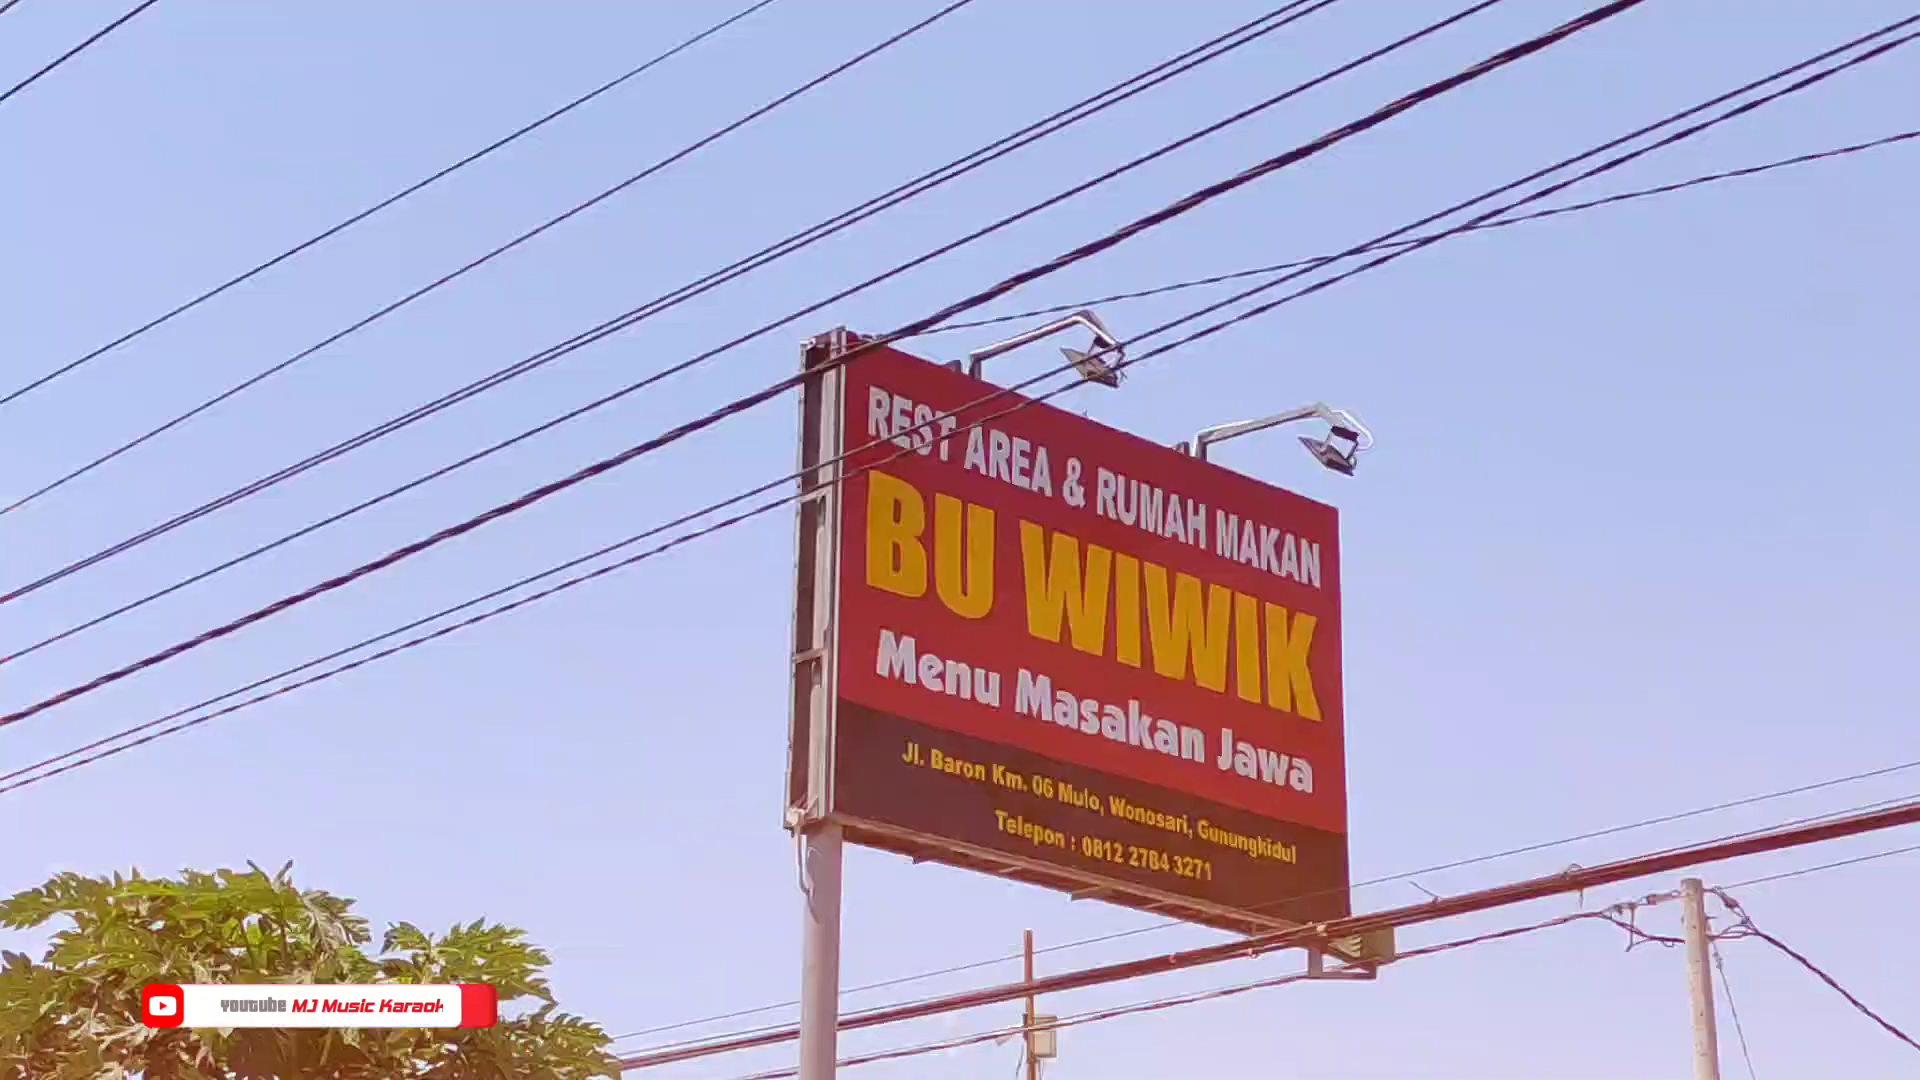 REST AREA & RUMAH MAKAN
BU WIWIK
Menu Masakan Jawa
Jl. Baron Km. 06 Mulo, Wonosari, Gunungkidul
Telepon : 0812 2784 3271
YOUTUBE MJ Music Karaok